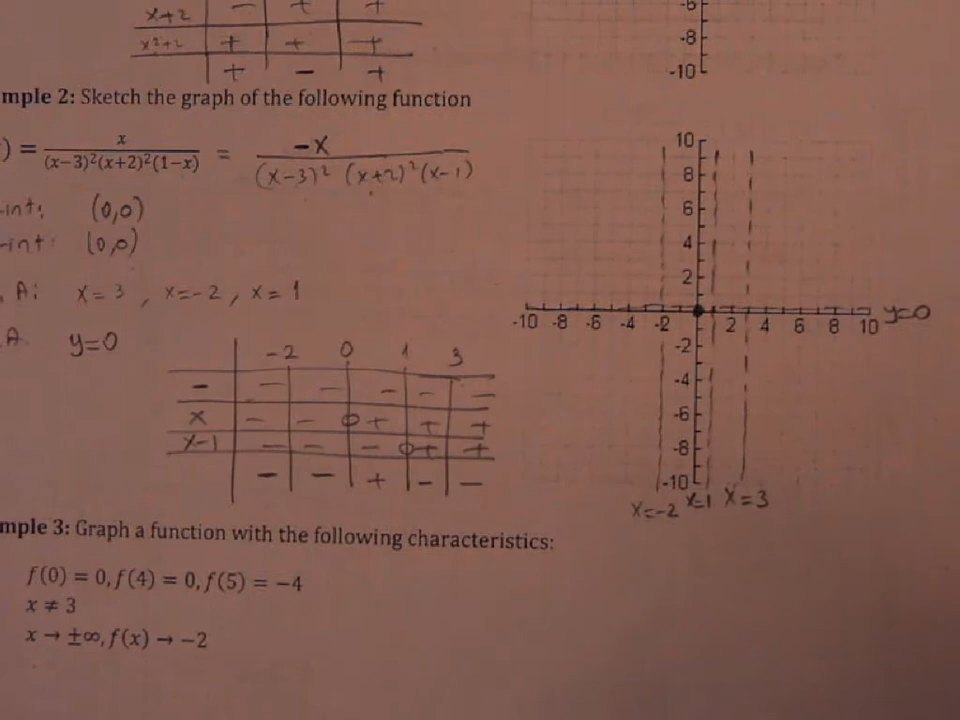 x+2 − + +
x²+2 + + +
+ − +
-6
-8
-10
mple 2: Sketch the graph of the following function
) = x/((x−3)²(x+2)²(1−x)) = −x/((x−3)² (x+2)² (x−1))
-int: (0,0)
-int: (0,0)
. A: x=3 , x=-2 , x=1
.A y=0
-2 0 1 3
− − − − − −
x − − 0 + + +
x-1 − − − 0 + +
− − + − −
10
8
6
4
2
-10 -8 -6 -4 -2 2 4 6 8 10 y=0
-2
-4
-6
-8
-10
x=-2 x=1 x=3
mple 3: Graph a function with the following characteristics:
f(0) = 0, f(4) = 0, f(5) = −4
x ≠ 3
x → ±∞, f(x) → −2